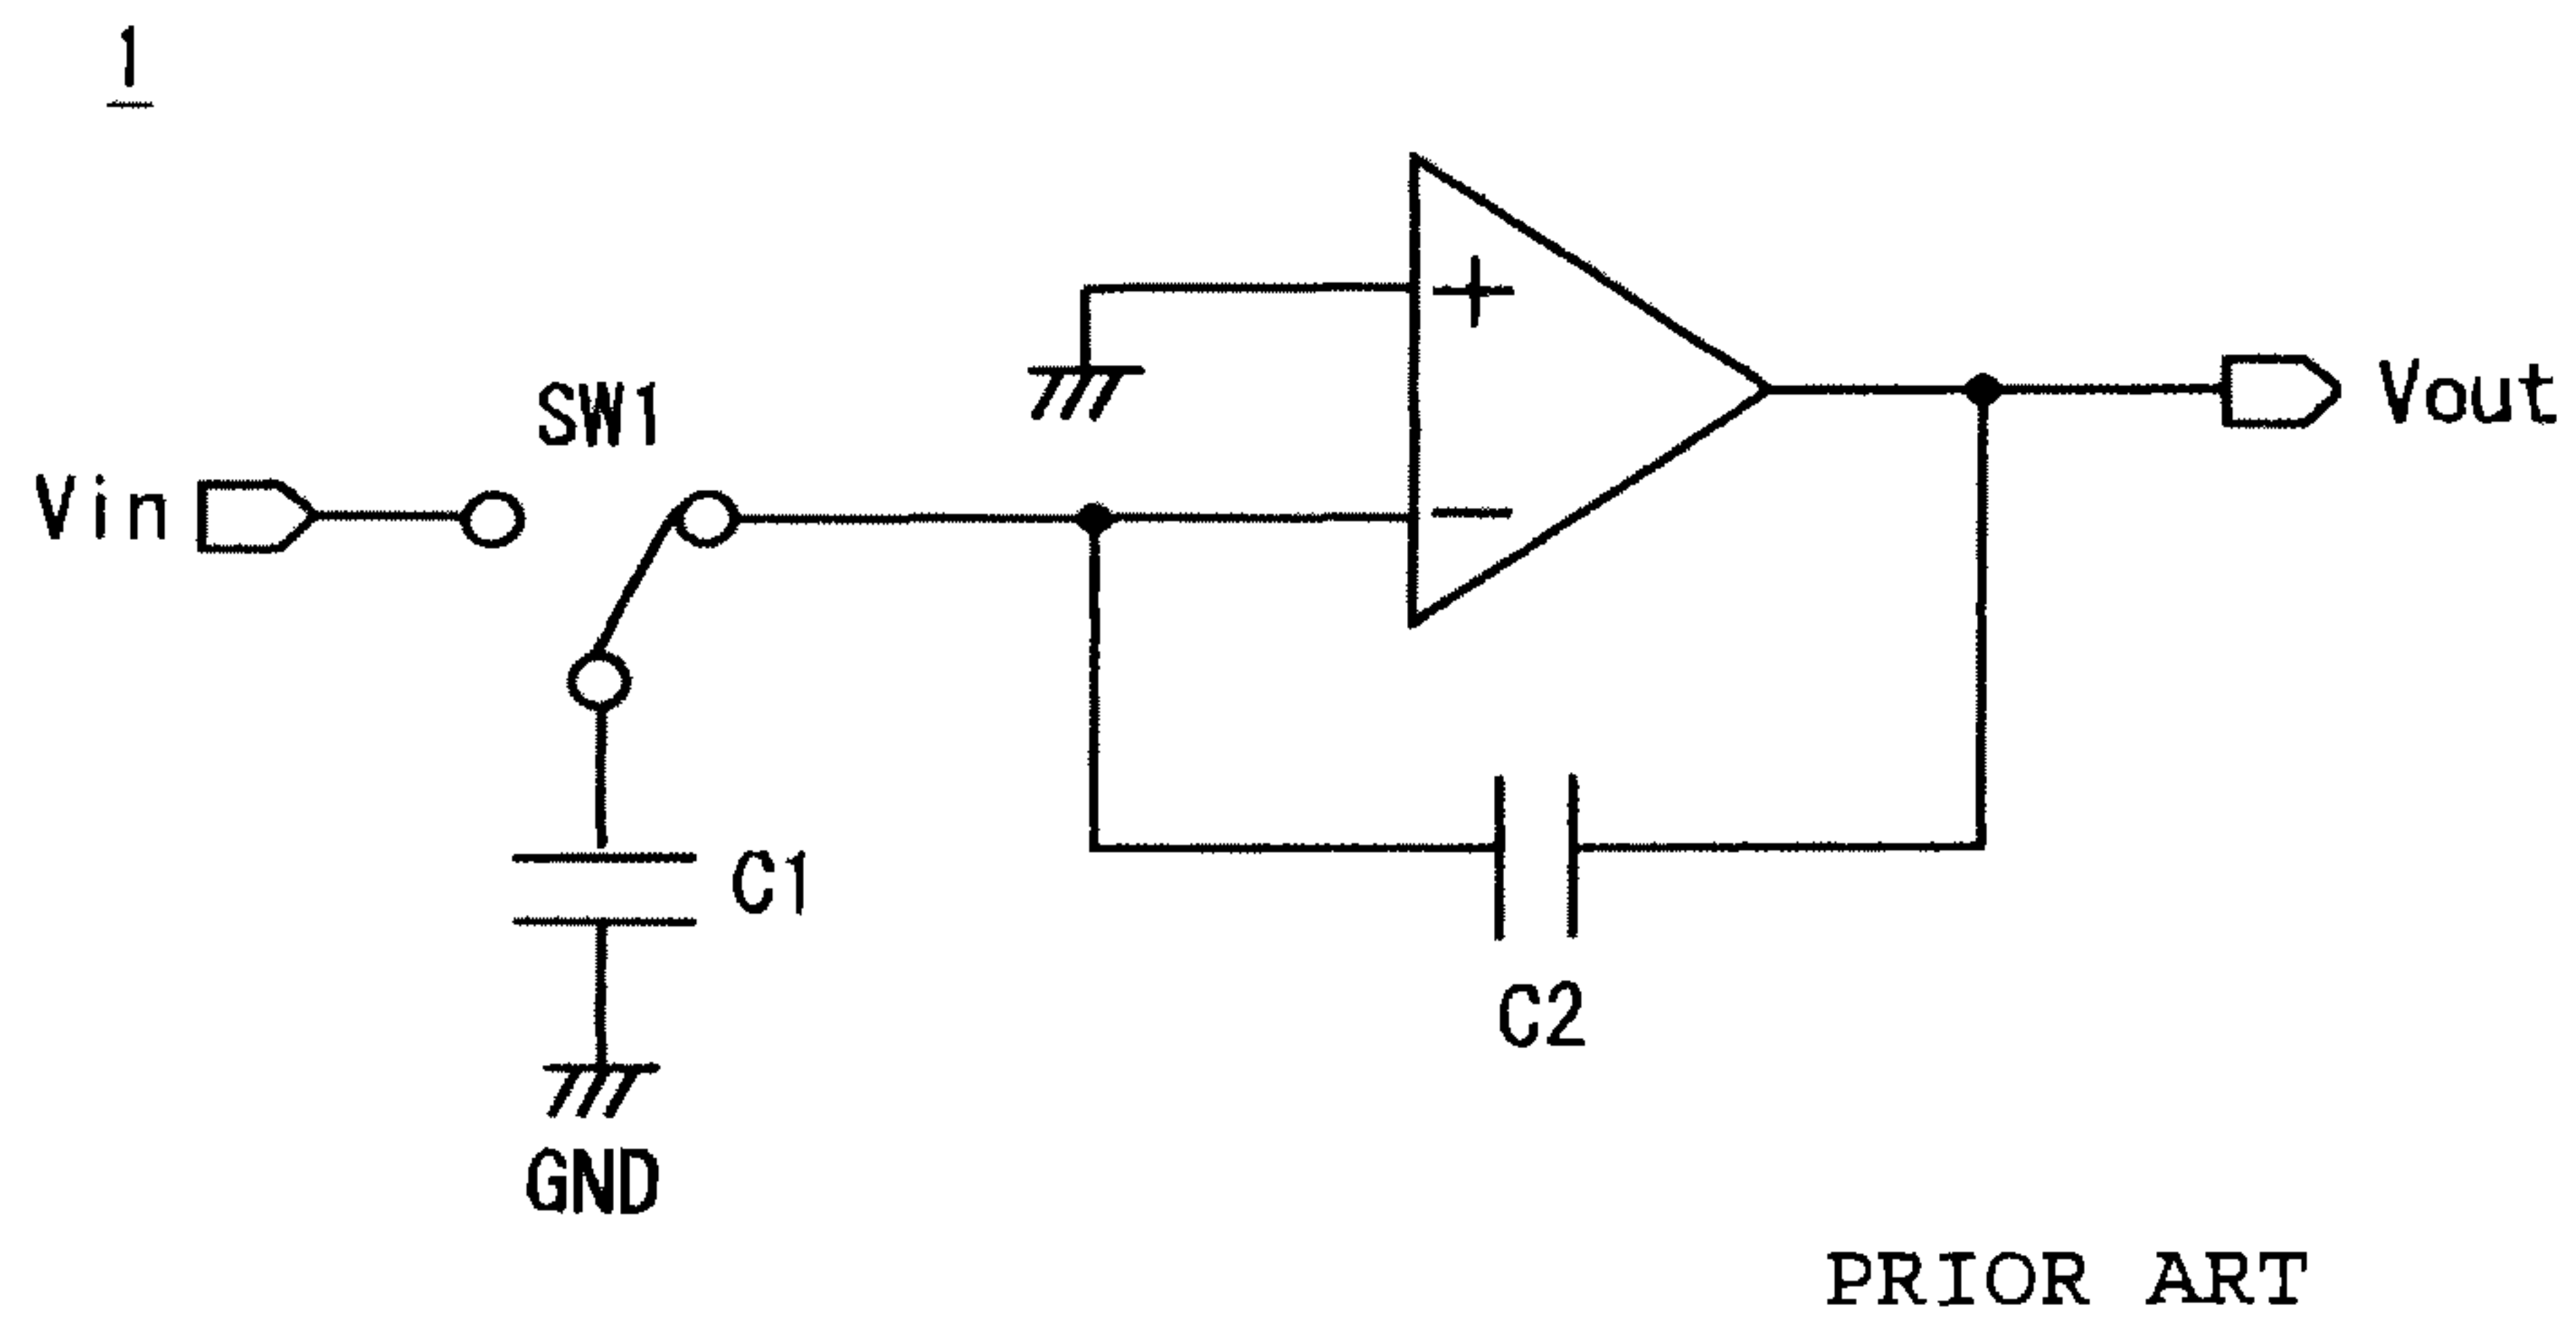 1
+
SW1
Vout
Vin
−
C1
C2
GND
PRIOR ART